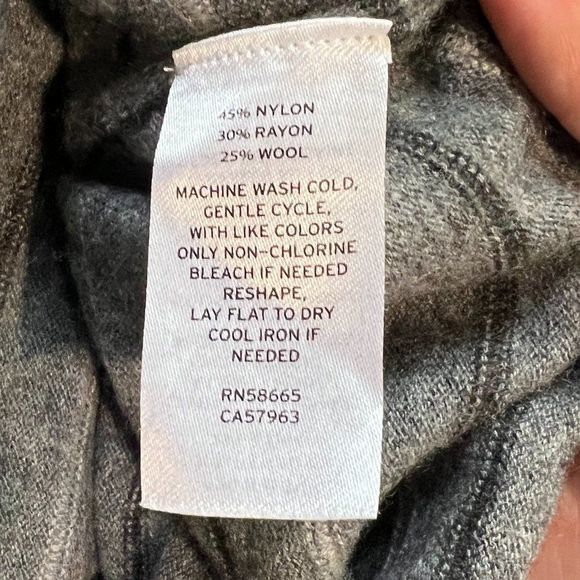 45% NYLON
30% RAYON
25% WOOL
MACHINE WASH COLD,
GENTLE CYCLE,
WITH LIKE COLORS
ONLY NON-CHLORINE
BLEACH IF NEEDED
RESHAPE,
LAY FLAT TO DRY
COOL IRON IF
NEEDED
RN58665
CA57963